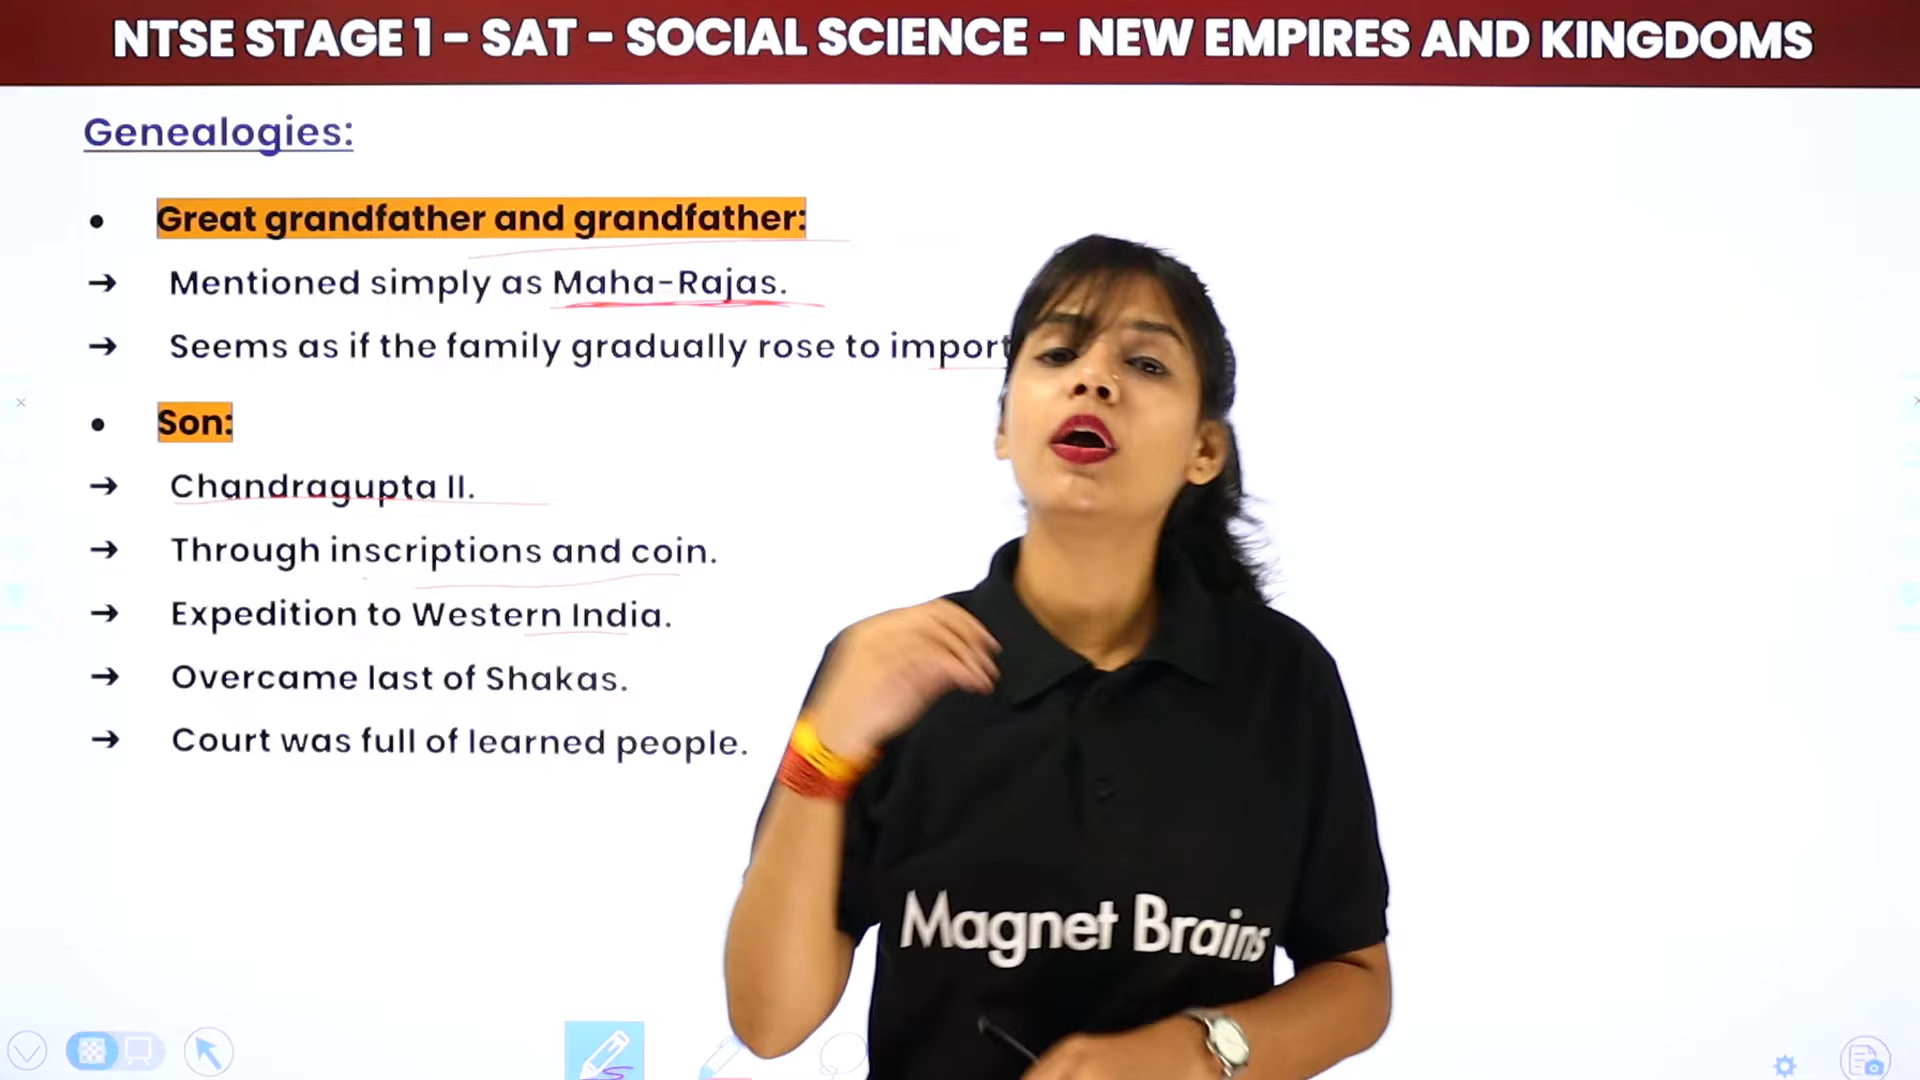 NTSE STAGE 1 – SAT – SOCIAL SCIENCE – NEW EMPIRES AND KINGDOMS
Genealogies:
• Great grandfather and grandfather:
→ Mentioned simply as Maha-Rajas.
→ Seems as if the family gradually rose to import
• Son:
→ Chandragupta II.
→ Through inscriptions and coin.
→ Expedition to Western India.
→ Overcame last of Shakas.
→ Court was full of learned people.
Magnet Brains